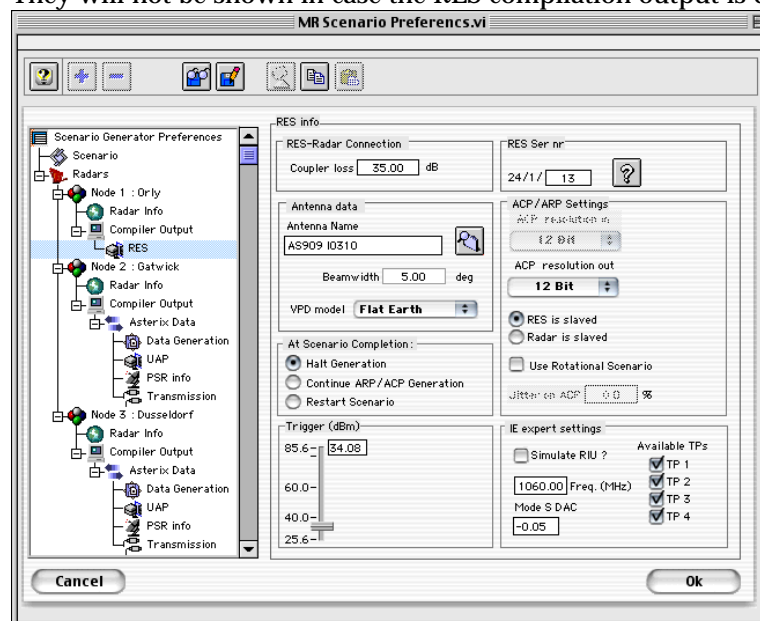 They will not be shown in case the RES compilation output is
MR Scenario Preferencs.vi
RES info
Scenario Generator Preferences
Scenario
Radars
Node 1 : Orly
Radar Info
Compiler Output
RES
Node 2 : Gatwick
Radar Info
Compiler Output
Asterix Data
Data Generation
UAP
PSR info
Transmission
Node 3 : Dusseldorf
Radar Info
Compiler Output
Asterix Data
Data Generation
UAP
PSR info
Transmission
RES-Radar Connection
Coupler loss 35.00 dB
RES Ser nr
24/1/ 13
Antenna data
Antenna Name
AS909 I0310
Beamwidth 5.00 deg
VPD model Flat Earth
ACP/ARP Settings
ACP resolution in
12 Bit
ACP resolution out
12 Bit
RES is slaved
Radar is slaved
Use Rotational Scenario
Jitter on ACP 0.0 %
At Scenario Completion:
Halt Generation
Continue ARP/ACP Generation
Restart Scenario
Trigger (dBm)
85.6 34.08
60.0
40.0
25.6
IE expert settings
Simulate RIU ?
1060.00 Freq. (MHz)
Mode S DAC
-0.05
Available TPs
TP 1
TP 2
TP 3
TP 4
Cancel
Ok